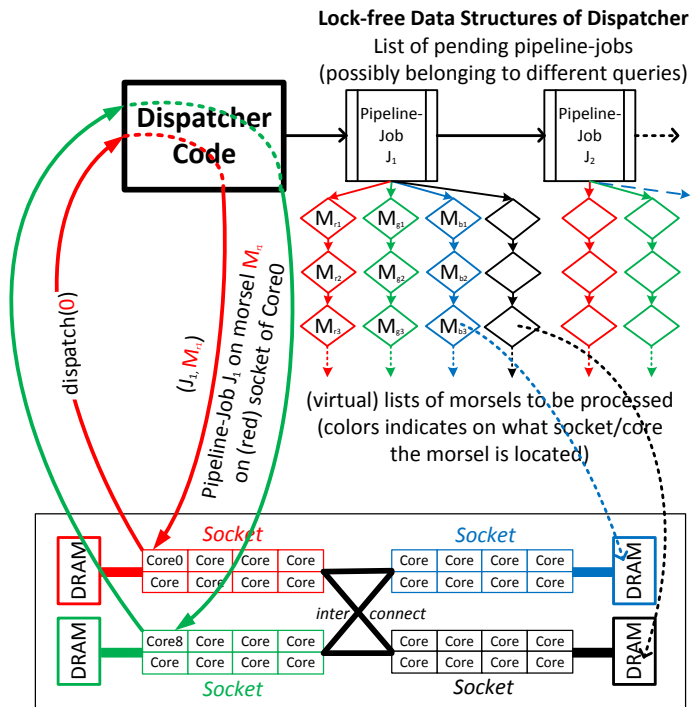 Lock-free Data Structures of Dispatcher
List of pending pipeline-jobs
(possibly belonging to different queries)
Dispatcher
Code
Pipeline-
Job
J1
Pipeline-
Job
J2
Mr1
Mg1
Mb1
Mr2
Mg2
Mb2
Mr3
Mg3
Mb3
dispatch(0)
(J1, Mr1)
Pipeline-Job J1 on morsel Mr1
on (red) socket of Core0
(virtual) lists of morsels to be processed
(colors indicates on what socket/core
the morsel is located)
Socket
Socket
DRAM
Core0 Core Core Core
Core Core Core Core
Core Core Core Core
Core Core Core Core
DRAM
inter connect
DRAM
Core8 Core Core Core
Core Core Core Core
Core Core Core Core
Core Core Core Core
DRAM
Socket
Socket